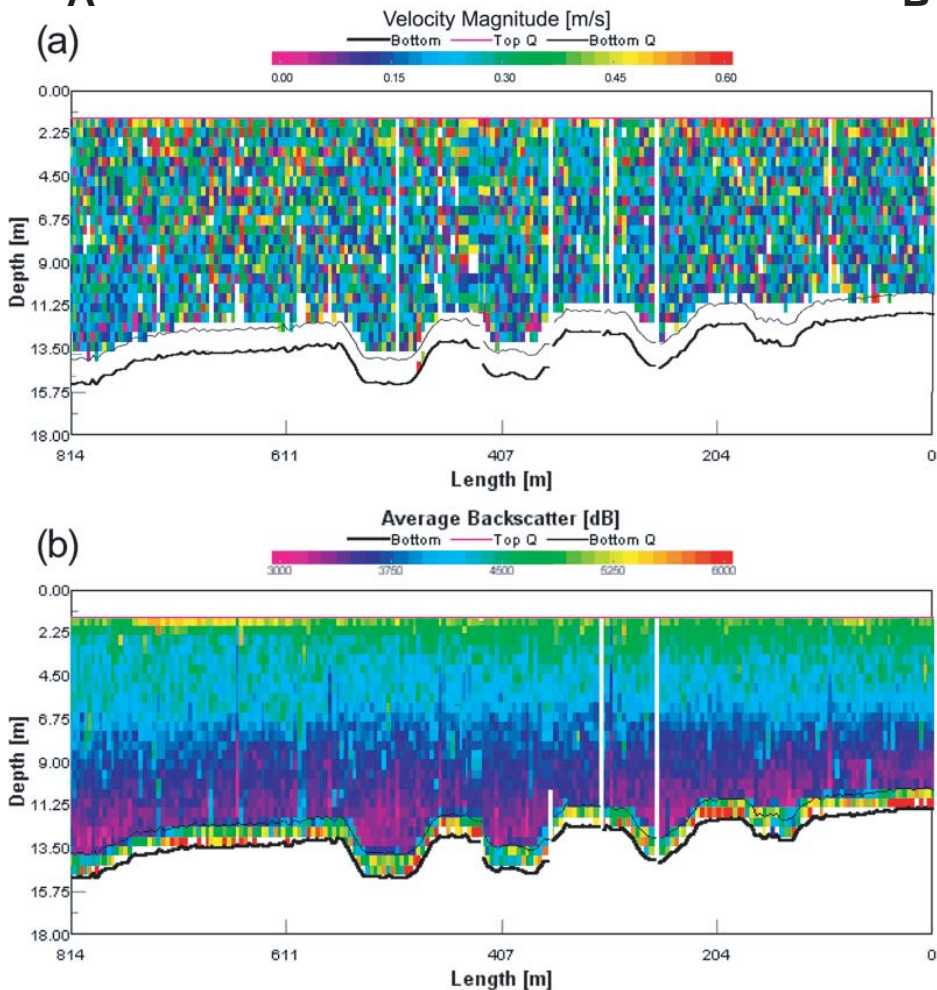 A B
Velocity Magnitude [m/s]
(a)
Bottom Top Q Bottom Q
0.00 0.15 0.30 0.45 0.60
0.00
2.25
4.50
6.75
9.00
11.25
13.50
15.75
18.00
Depth [m]
814 611 407 204 0
Length [m]
Average Backscatter [dB]
(b)
Bottom Top Q Bottom Q
3000 3750 4500 5250 6000
0.00
2.25
4.50
6.75
9.00
11.25
13.50
15.75
18.00
Depth [m]
814 611 407 204 0
Length [m]